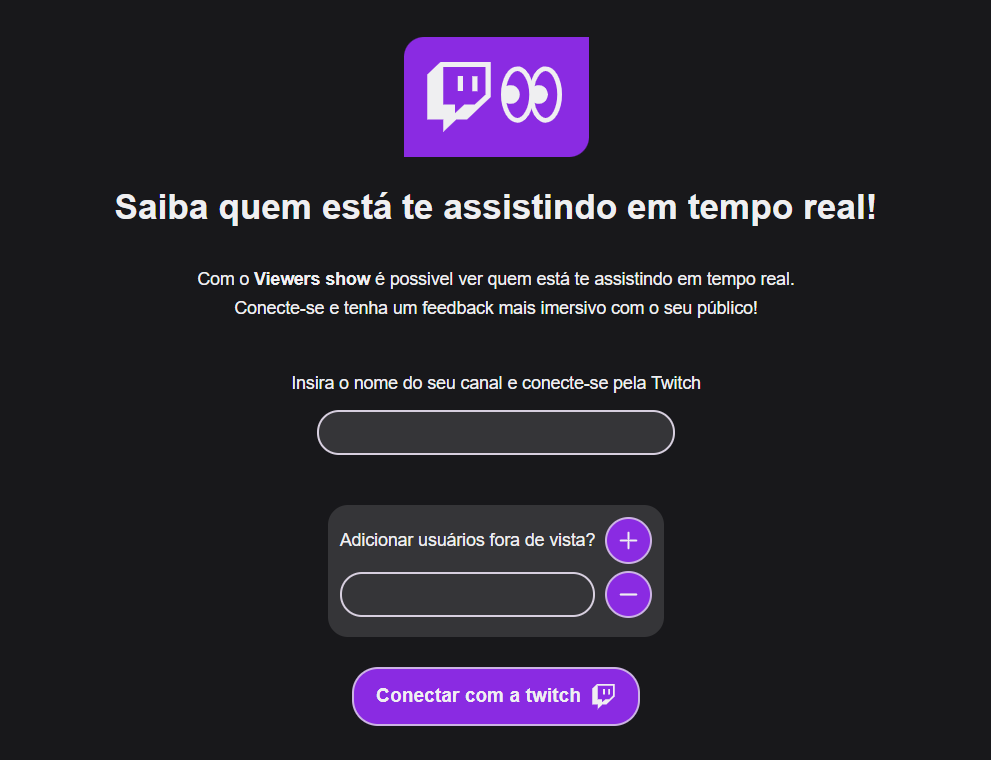 Saiba quem está te assistindo em tempo real!
Com o Viewers show é possivel ver quem está te assistindo em tempo real.
Conecte-se e tenha um feedback mais imersivo com o seu público!
Insira o nome do seu canal e conecte-se pela Twitch
Adicionar usuários fora de vista?
Conectar com a twitch